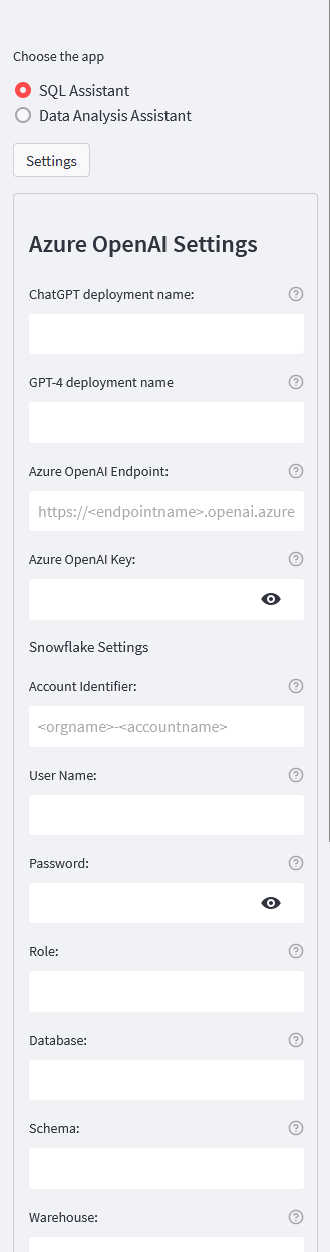 Choose the app
SQL Assistant
Data Analysis Assistant
Settings
Azure OpenAI Settings
ChatGPT deployment name:
GPT-4 deployment name
Azure OpenAI Endpoint:
https://<endpointname>.openai.azure
Azure OpenAI Key:
Snowflake Settings
Account Identifier:
<orgname>-<accountname>
User Name:
Password:
Role:
Database:
Schema:
Warehouse: